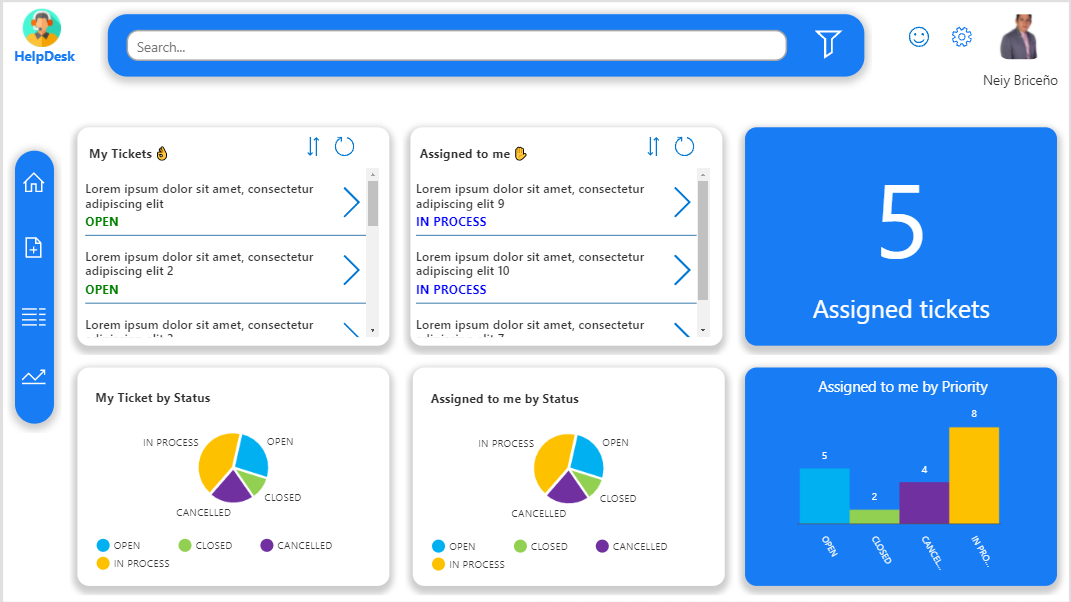 HelpDesk
Search...
Neiy Briceño
My Tickets
Lorem ipsum dolor sit amet, consectetur
adipiscing elit
OPEN
Lorem ipsum dolor sit amet, consectetur
adipiscing elit 2
OPEN
Lorem ipsum dolor sit amet, consectetur
Assigned to me
Lorem ipsum dolor sit amet, consectetur
adipiscing elit 9
IN PROCESS
Lorem ipsum dolor sit amet, consectetur
adipiscing elit 10
IN PROCESS
Lorem ipsum dolor sit amet, consectetur
5
Assigned tickets
My Ticket by Status
IN PROCESS
OPEN
CLOSED
CANCELLED
OPEN CLOSED CANCELLED
IN PROCESS
Assigned to me by Status
IN PROCESS
OPEN
CLOSED
CANCELLED
OPEN CLOSED CANCELLED
IN PROCESS
Assigned to me by Priority
5
2
4
8
OPEN
CLOSED
CANCEL...
IN PRO...